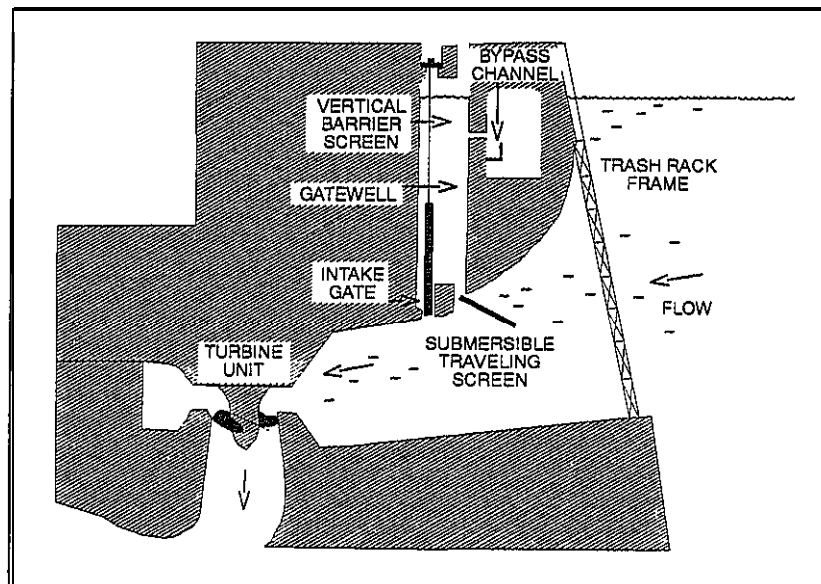 BYPASS
CHANNEL
VERTICAL
BARRIER
SCREEN
TRASH RACK
FRAME
GATEWELL
INTAKE
GATE
FLOW
SUBMERSIBLE
TRAVELING
SCREEN
TURBINE
UNIT